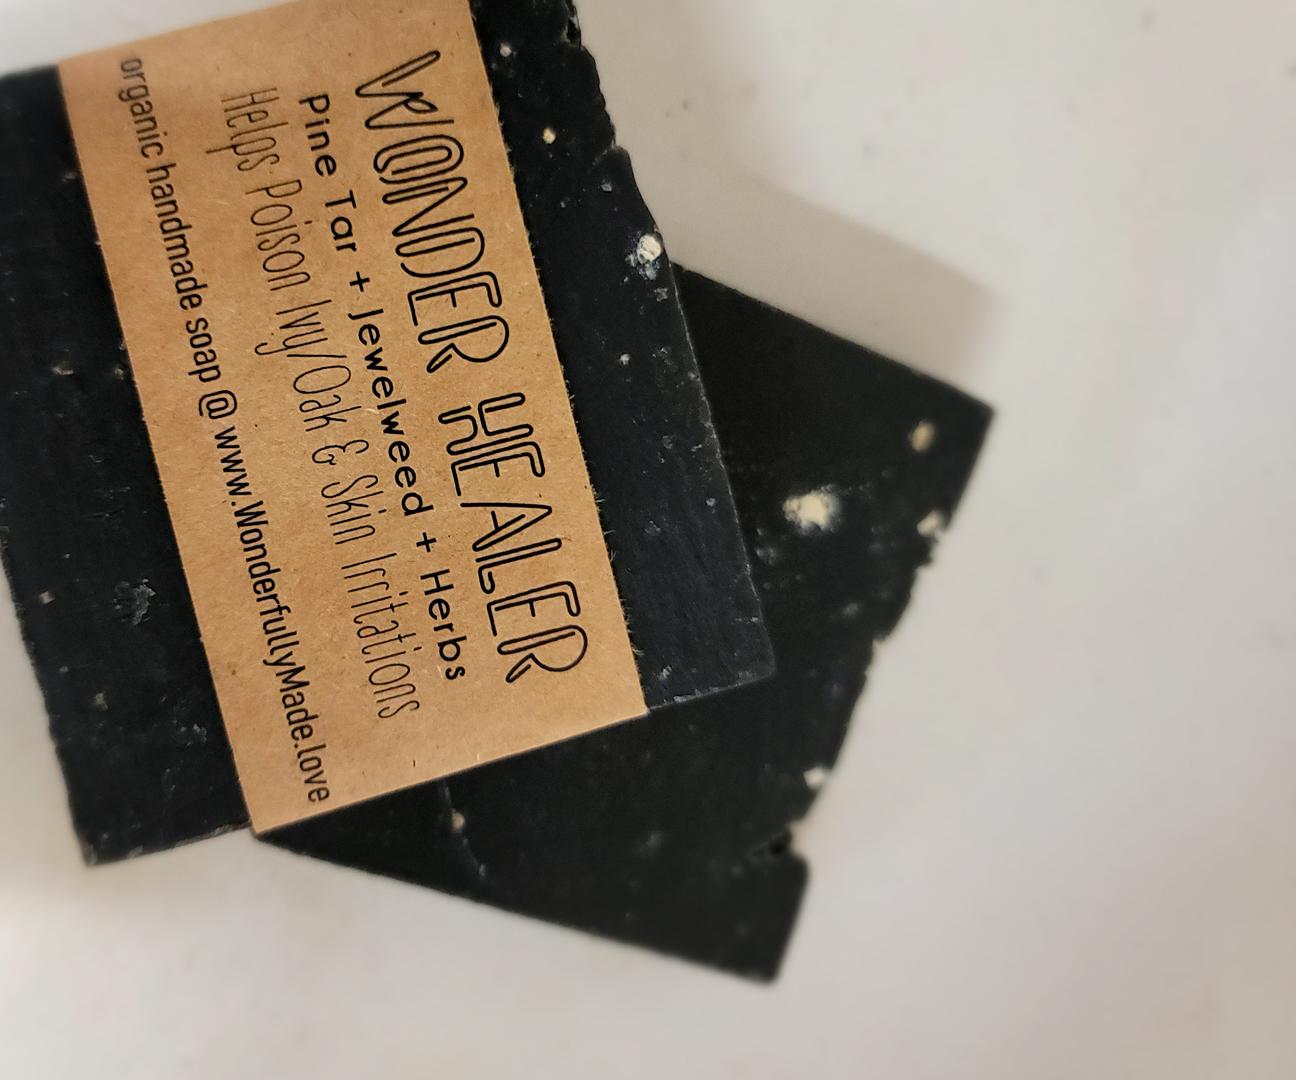 WONDER HEALER
Pine Tar + Jewelweed + Herbs
Helps Poison Ivy/Oak & Skin Irritations
organic handmade soap @ www.WonderfullyMade.love